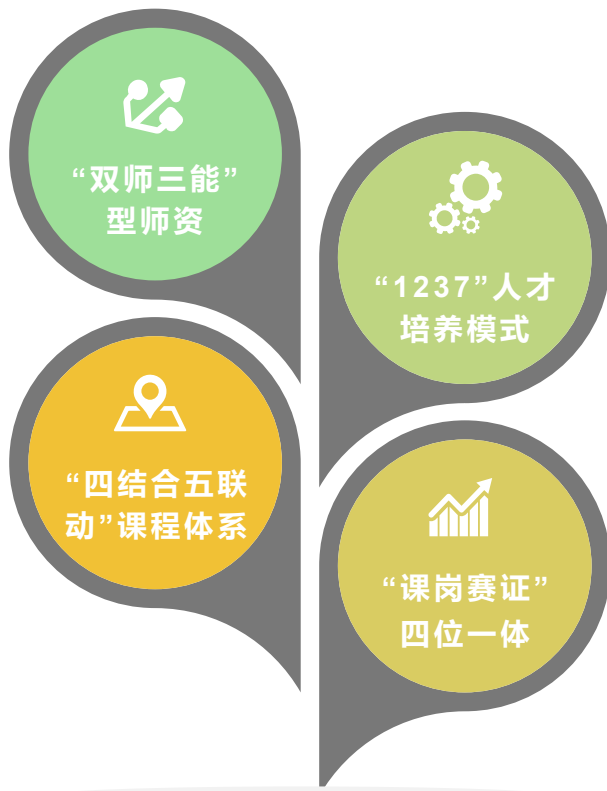 “双师三能”
型师资
“1237”人才
培养模式
“四结合五联
动”课程体系
“课岗赛证”
四位一体